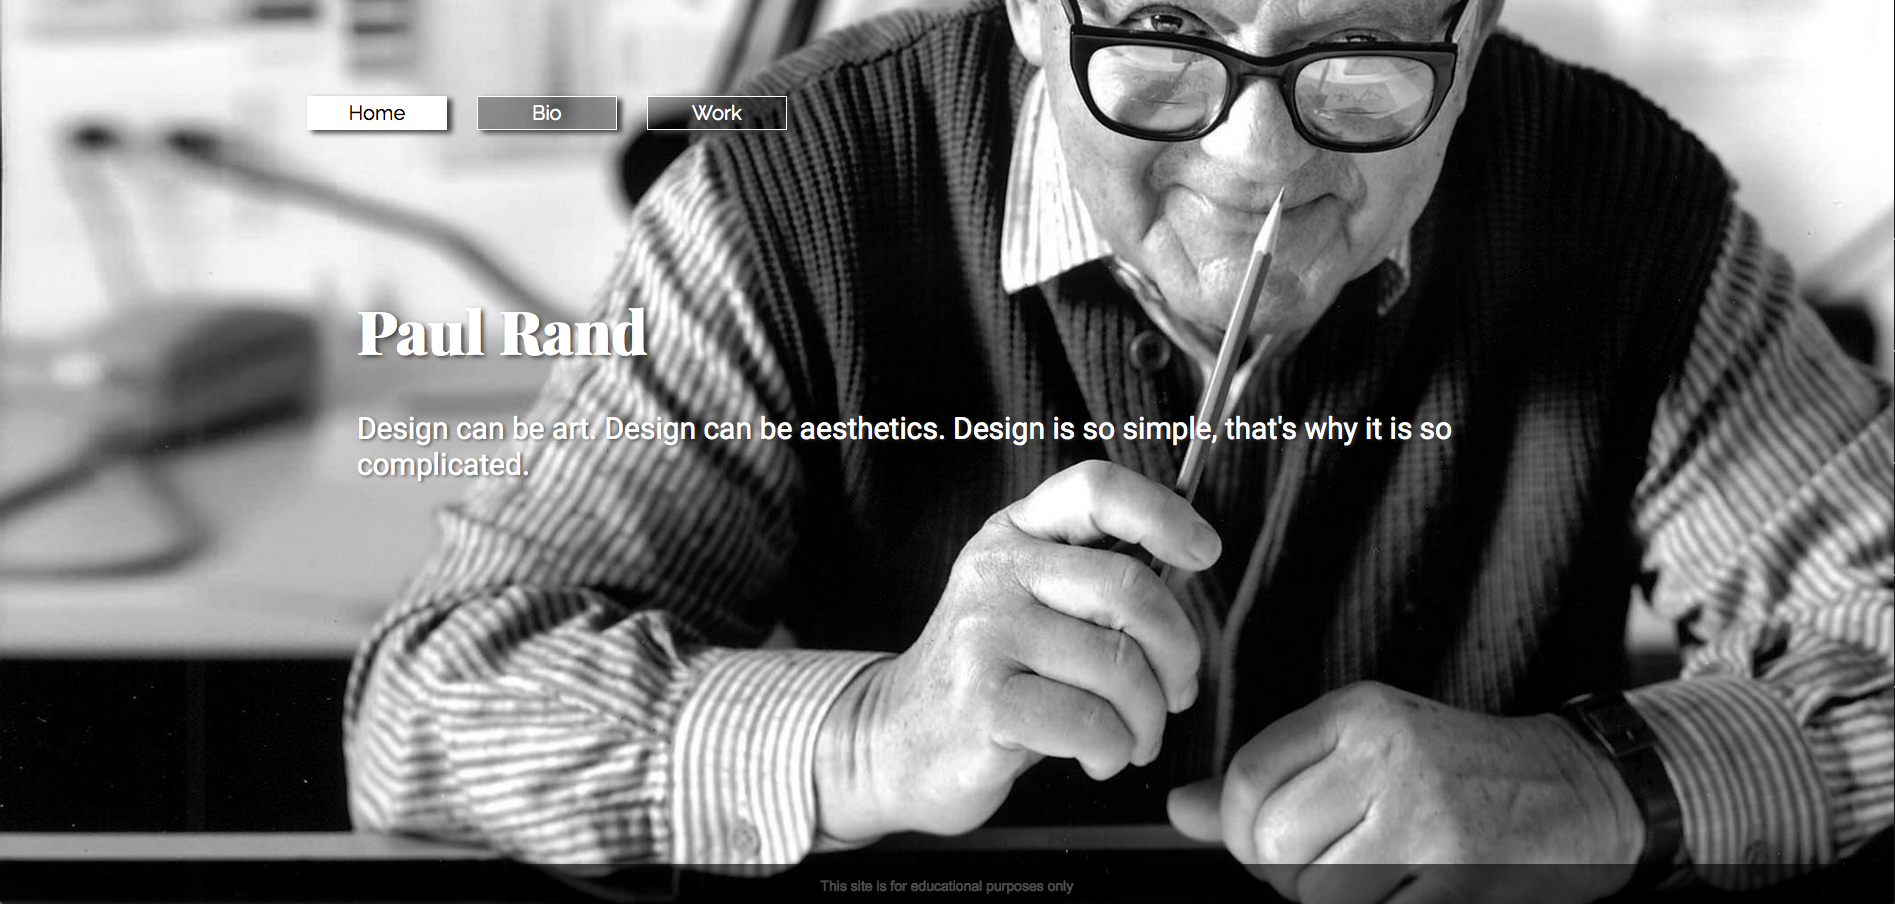 Home
Bio
Work
Paul Rand
Design can be art. Design can be aesthetics. Design is so simple, that's why it is so
complicated.
This site is for educational purposes only